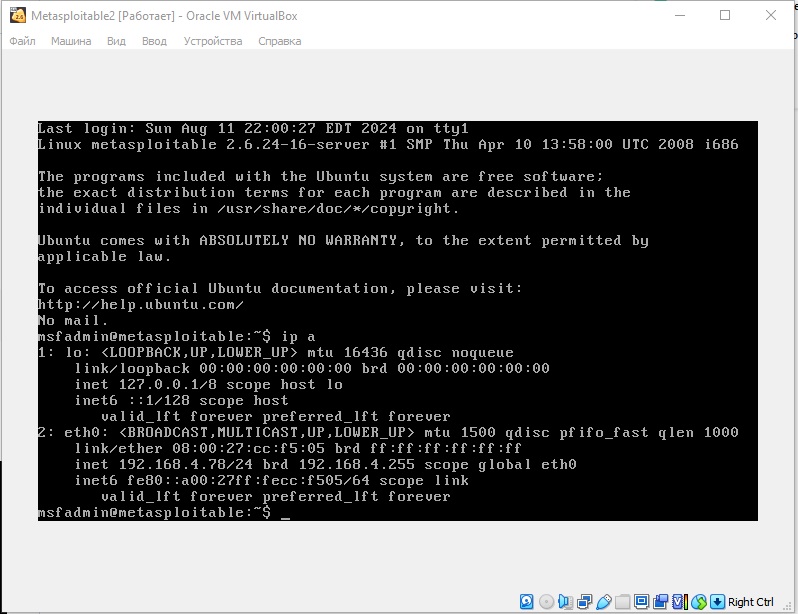 Metasploitable2 [Работает] - Oracle VM VirtualBox
Файл Машина Вид Ввод Устройства Справка
Last login: Sun Aug 11 22:00:27 EDT 2024 on tty1
Linux metasploitable 2.6.24-16-server #1 SMP Thu Apr 10 13:58:00 UTC 2008 i686
The programs included with the Ubuntu system are free software;
the exact distribution terms for each program are described in the
individual files in /usr/share/doc/*/copyright.
Ubuntu comes with ABSOLUTELY NO WARRANTY, to the extent permitted by
applicable law.
To access official Ubuntu documentation, please visit:
http://help.ubuntu.com/
No mail.
msfadmin@metasploitable:~$ ip a
1: lo: <LOOPBACK,UP,LOWER_UP> mtu 16436 qdisc noqueue
link/loopback 00:00:00:00:00:00 brd 00:00:00:00:00:00
inet 127.0.0.1/8 scope host lo
inet6 ::1/128 scope host
valid_lft forever preferred_lft forever
2: eth0: <BROADCAST,MULTICAST,UP,LOWER_UP> mtu 1500 qdisc pfifo_fast qlen 1000
link/ether 08:00:27:cc:f5:05 brd ff:ff:ff:ff:ff:ff
inet 192.168.4.78/24 brd 192.168.4.255 scope global eth0
inet6 fe80::a00:27ff:fecc:f505/64 scope link
valid_lft forever preferred_lft forever
msfadmin@metasploitable:~$ _
Right Ctrl